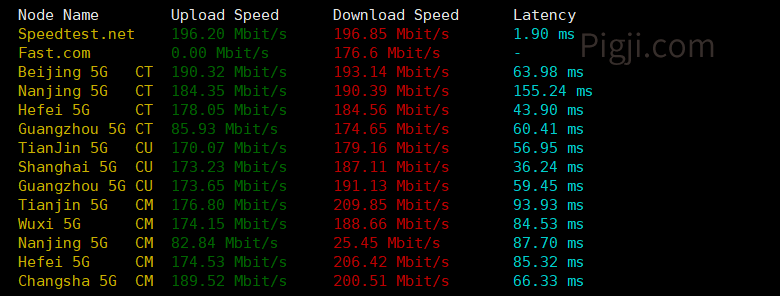 Node Name Upload Speed Download Speed Latency
Speedtest.net 196.20 Mbit/s 196.85 Mbit/s 1.90 ms
Pigji.com
Fast.com 0.00 Mbit/s 176.6 Mbit/s -
Beijing 5G CT 190.32 Mbit/s 193.14 Mbit/s 63.98 ms
Nanjing 5G CT 184.35 Mbit/s 190.39 Mbit/s 155.24 ms
Hefei 5G CT 178.05 Mbit/s 184.56 Mbit/s 43.90 ms
Guangzhou 5G CT 85.93 Mbit/s 174.65 Mbit/s 60.41 ms
TianJin 5G CU 170.07 Mbit/s 179.16 Mbit/s 56.95 ms
Shanghai 5G CU 173.23 Mbit/s 187.11 Mbit/s 36.24 ms
Guangzhou 5G CU 173.65 Mbit/s 191.13 Mbit/s 59.45 ms
Tianjin 5G CM 176.80 Mbit/s 209.85 Mbit/s 93.93 ms
Wuxi 5G CM 174.15 Mbit/s 188.66 Mbit/s 84.53 ms
Nanjing 5G CM 82.84 Mbit/s 25.45 Mbit/s 87.70 ms
Hefei 5G CM 174.53 Mbit/s 206.42 Mbit/s 85.32 ms
Changsha 5G CM 189.52 Mbit/s 200.51 Mbit/s 66.33 ms